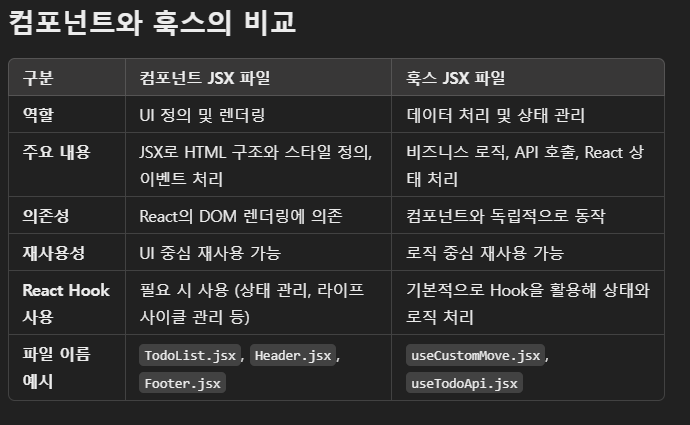 컴포넌트와 훅스의 비교
구분 컴포넌트 JSX 파일 훅스 JSX 파일
역할 UI 정의 및 렌더링 데이터 처리 및 상태 관리
주요 내용 JSX로 HTML 구조와 스타일 정의, 비즈니스 로직, API 호출, React 상
이벤트 처리 태 처리
의존성 React의 DOM 렌더링에 의존 컴포넌트와 독립적으로 동작
재사용성 UI 중심 재사용 가능 로직 중심 재사용 가능
React Hook 필요 시 사용 (상태 관리, 라이프 기본적으로 Hook을 활용해 상태와
사용 사이클 관리 등) 로직 처리
파일 이름 TodoList.jsx, Header.jsx, useCustomMove.jsx,
예시 Footer.jsx useTodoApi.jsx